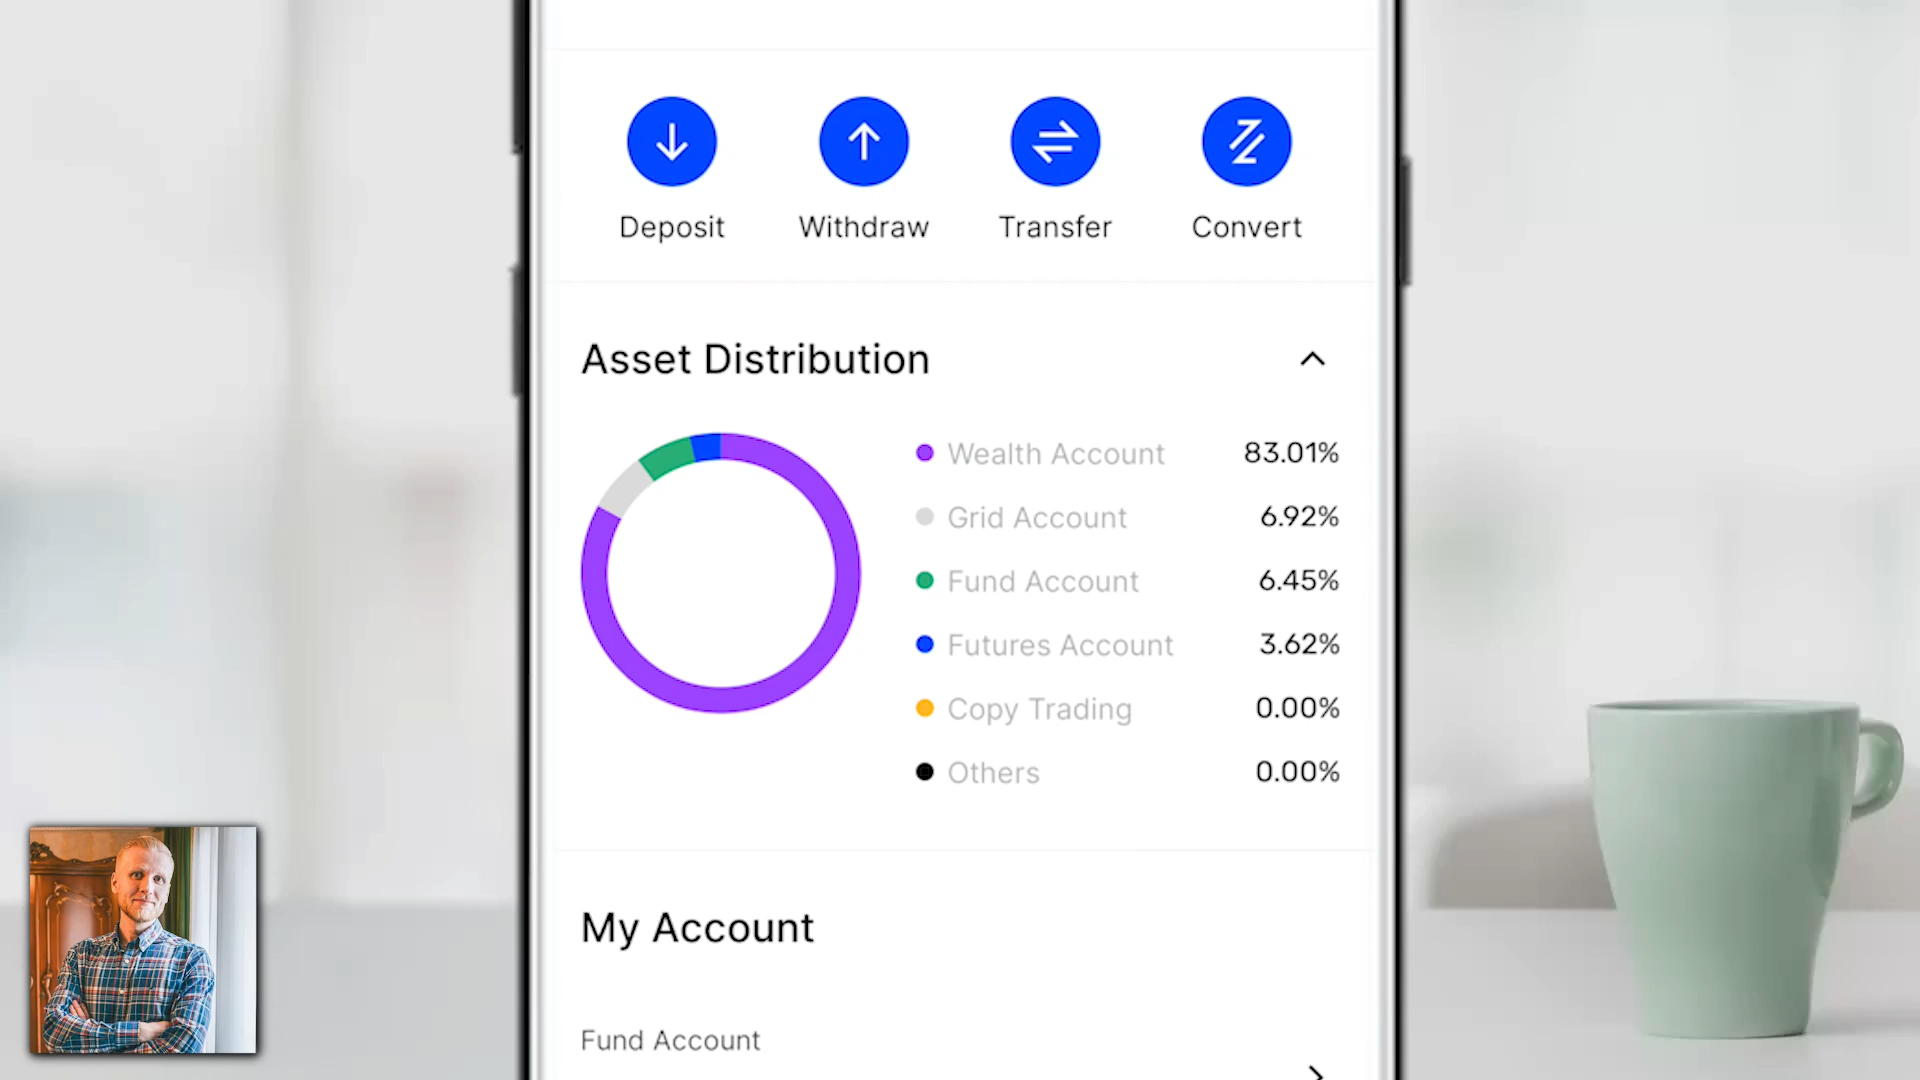 Deposit Withdraw Transfer Convert
Asset Distribution
Wealth Account 83.01%
Grid Account 6.92%
Fund Account 6.45%
Futures Account 3.62%
Copy Trading 0.00%
Others 0.00%
My Account
Fund Account